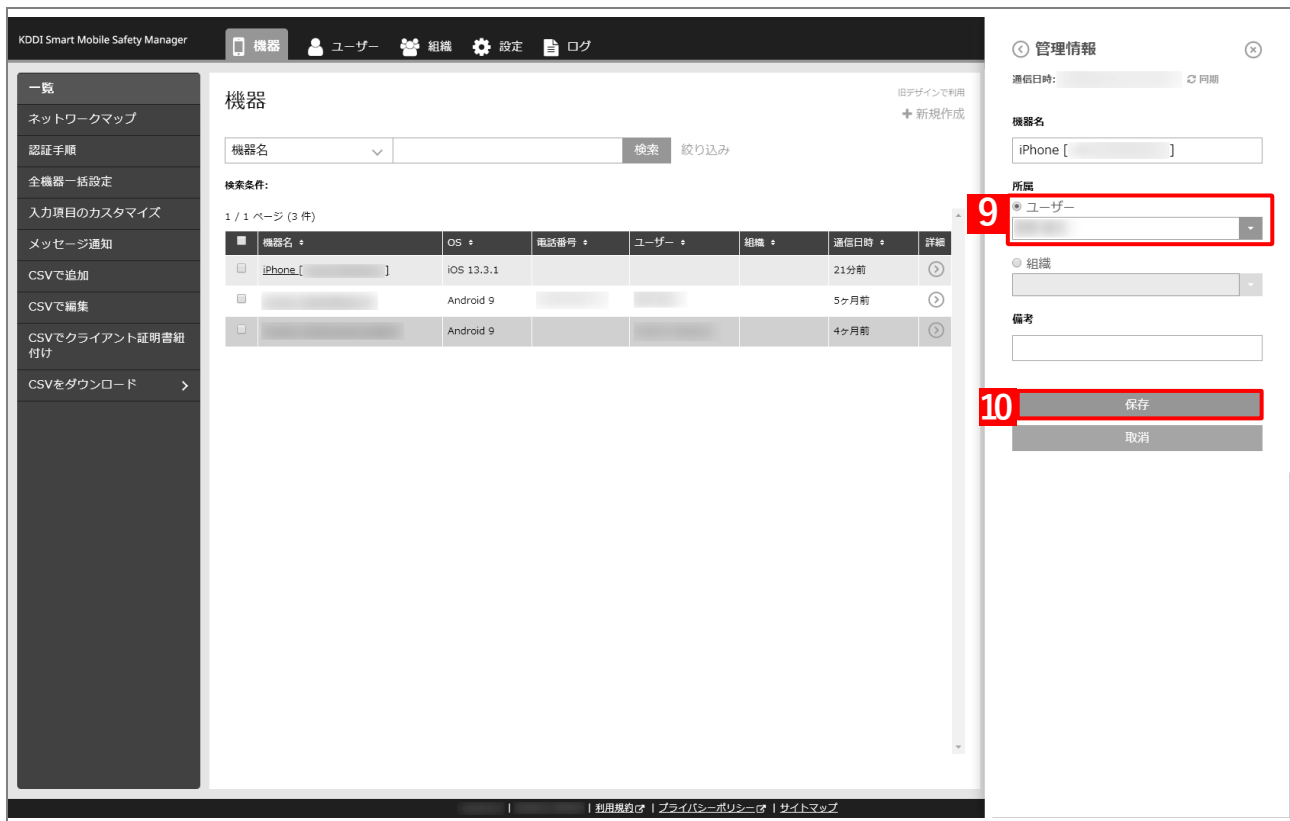 KDDI Smart Mobile Safety Manager
機器 ユーザー 組織 設定 ログ
一覧
ネットワークマップ
認証手順
全機器一括設定
入力項目のカスタマイズ
メッセージ通知
CSVで追加
CSVで編集
CSVでクライアント証明書紐
付け
CSVをダウンロード
機器
旧デザインで利用
新規作成
機器名 検索 絞り込み
検索条件:
1 / 1 ページ (3 件)
機器名 OS 電話番号 ユーザー 組織 通信日時 詳細
iPhone [ ] iOS 13.3.1 21分前
Android 9 5ヶ月前
Android 9 4ヶ月前
管理情報
通信日時: 同期
機器名
iPhone [ ]
所属
9
ユーザー
組織
備考
10
保存
取消
| | 利用規約 | プライバシーポリシー | サイトマップ